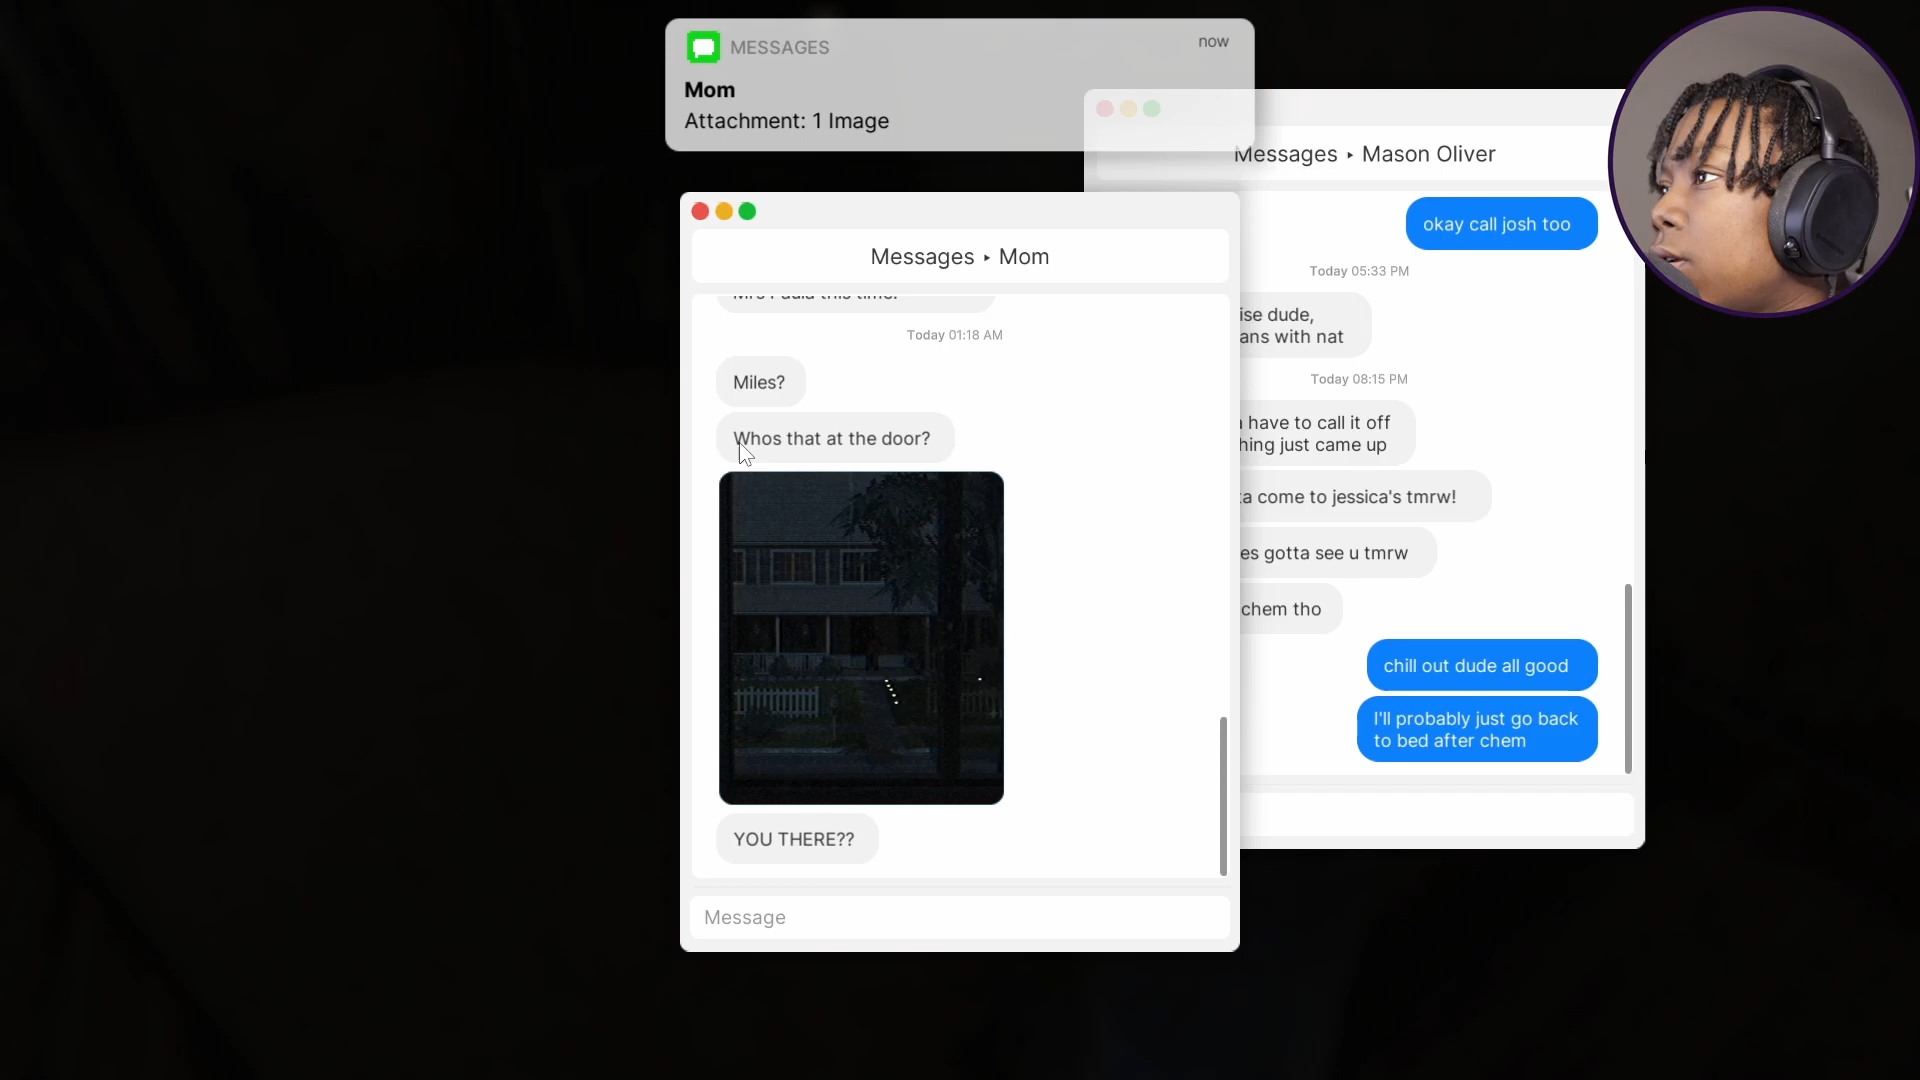 MESSAGES
now
Mom
Attachment: 1 Image
Messages ‣ Mom
this time.
Today 01:18 AM
Miles?
Whos that at the door?
YOU THERE??
Message
Messages ‣ Mason Oliver
okay call josh too
Today 05:33 PM
ise dude,
ans with nat
Today 08:15 PM
have to call it off
hing just came up
ta come to jessica's tmrw!
es gotta see u tmrw
chem tho
chill out dude all good
I'll probably just go back
to bed after chem